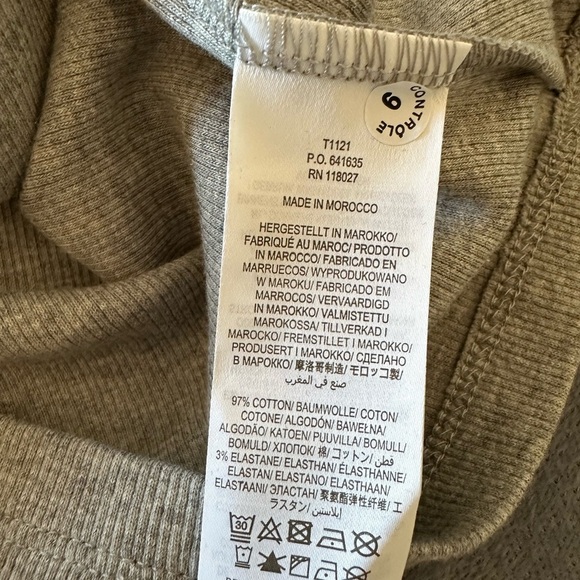 CONTROLE
9
T1121
P.O. 641635
RN 118027
MADE IN MOROCCO
HERGESTELLT IN MAROKKO/
FABRIQUÉ AU MAROC/ PRODOTTO
IN MAROCCO/ FABRICADO EN
MARRUECOS/ WYPRODUKOWANO
W MAROKU/ FABRICADO EM
MARROCOS/ VERVAARDIGD
IN MAROKKO/ VALMISTETTU
MAROKOSSA/ TILLVERKAD I
MAROCKO/ FREMSTILLET I MAROKKO/
PRODUSERT I MAROKKO/ СДЕЛАНО
В МАРОККО/ 摩洛哥制造/ モロッコ製/
صنع في المغرب
97% COTTON/ BAUMWOLLE/ COTON/
COTONE/ ALGODÓN/ BAWEŁNA/
ALGODÃO/ KATOEN/ PUUVILLA/ BOMULL/
BOMULD/ ХЛОПОК/ 棉/ コットン/ قطن
3% ELASTANE/ ELASTHAN/ ÉLASTHANNE/
ELASTAN/ ELASTANO/ ELASTHAAN/
ELASTAANI/ ЭЛАСТАН/ 聚氨酯弹性纤维/ エ
ラスタン/ إيلاستين
30